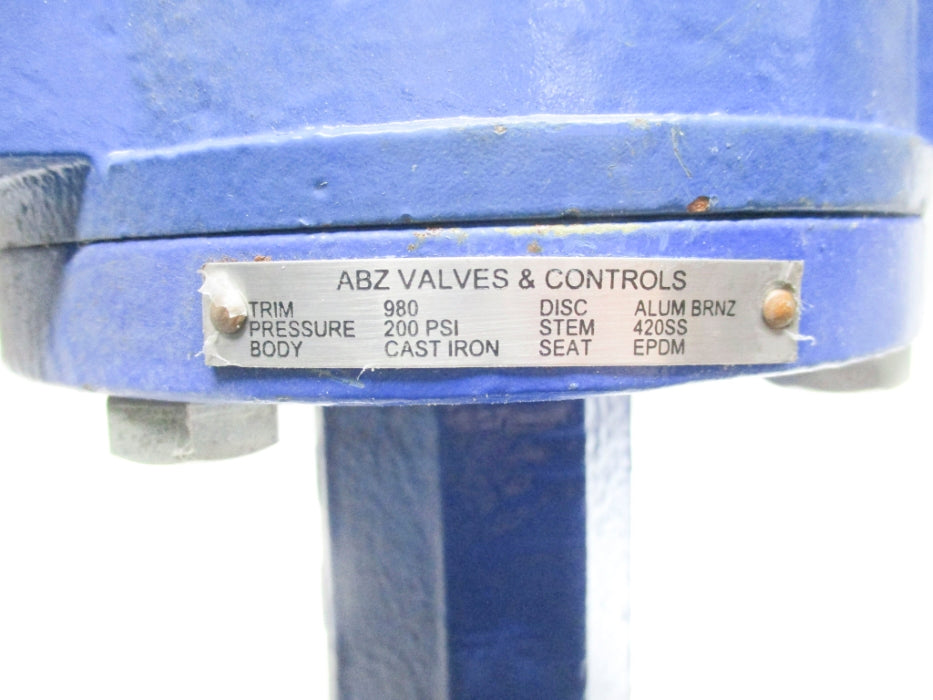 ABZ VALVES & CONTROLS
TRIM 980 DISC ALUM BRNZ
PRESSURE 200 PSI STEM 420SS
BODY CAST IRON SEAT EPDM